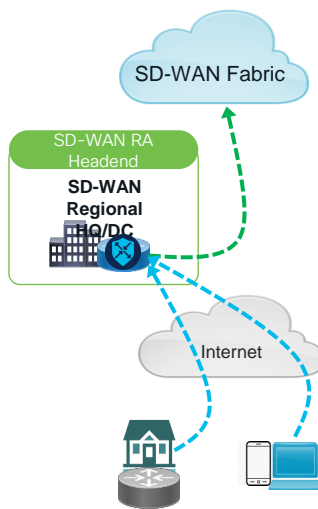 SD-WAN Fabric
SD-WAN RA
Headend
SD-WAN
Regional
HQ/DC
Internet